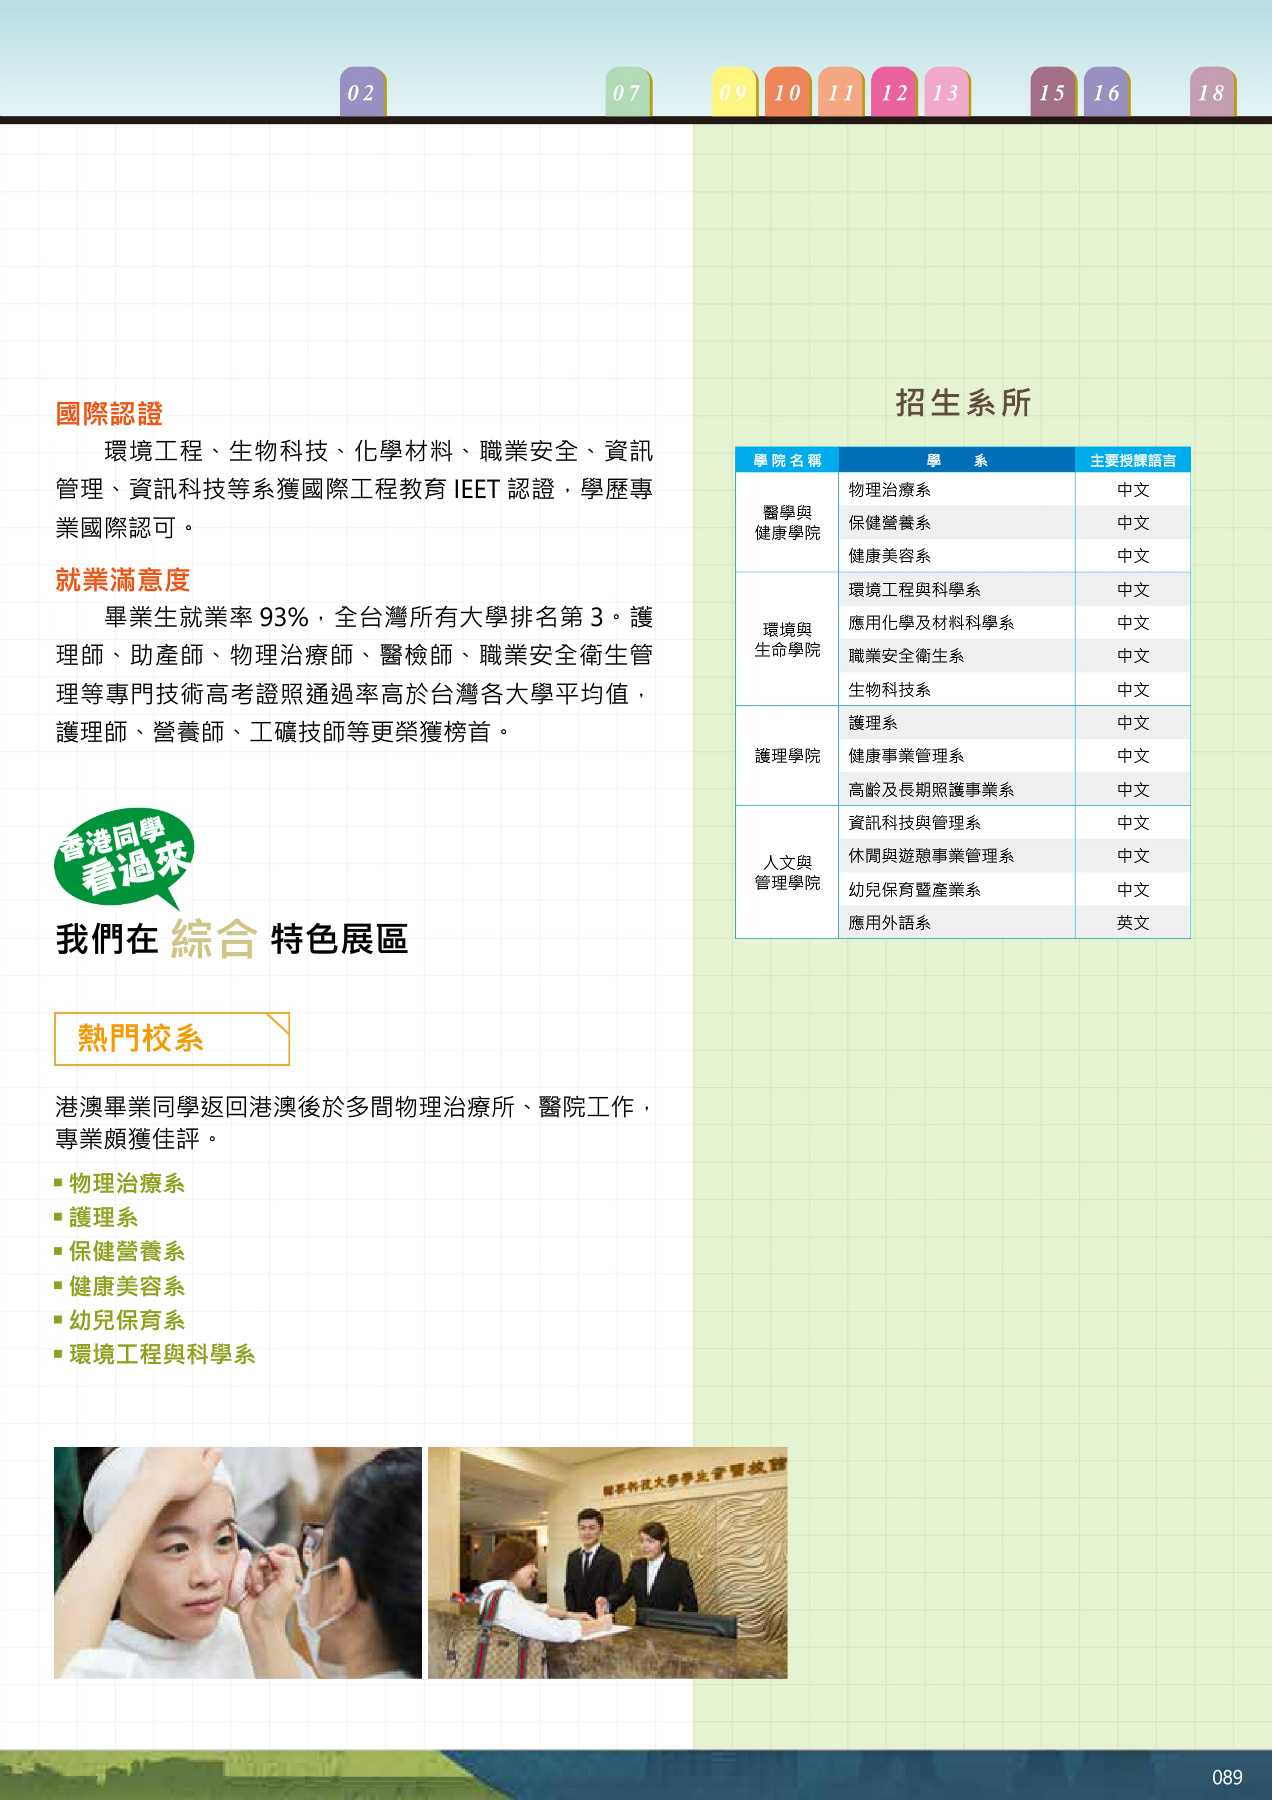 02 07 09 10 11 12 13 15 16 18
國際認證
環境工程、生物科技、化學材料、職業安全、資訊
管理、資訊科技等系獲國際工程教育 IEET 認證，學歷專
業國際認可。
就業滿意度
畢業生就業率 93%，全台灣所有大學排名第 3。護
理師、助產師、物理治療師、醫檢師、職業安全衛生管
理等專門技術高考證照通過率高於台灣各大學平均值，
護理師、營養師、工礦技師等更榮獲榜首。
香港同學
看過來
我們在 綜合 特色展區
熱門校系
港澳畢業同學返回港澳後於多間物理治療所、醫院工作，
專業頗獲佳評。
▪ 物理治療系
▪ 護理系
▪ 保健營養系
▪ 健康美容系
▪ 幼兒保育系
▪ 環境工程與科學系
招生系所
學院名稱 學 系 主要授課語言
醫學與
健康學院
物理治療系 中文
保健營養系 中文
健康美容系 中文
環境與
生命學院
環境工程與科學系 中文
應用化學及材料科學系 中文
職業安全衛生系 中文
生物科技系 中文
護理學院
護理系 中文
健康事業管理系 中文
高齡及長期照護事業系 中文
人文與
管理學院
資訊科技與管理系 中文
休閒與遊憩事業管理系 中文
幼兒保育暨產業系 中文
應用外語系 英文
089